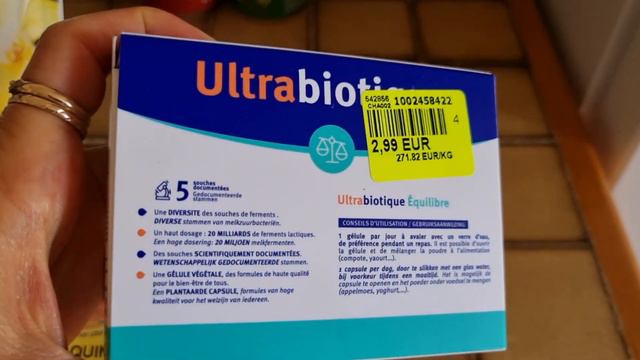 Ultrabiotiqu
542856 1002458422
CHA002
4
2,99 EUR
271.82 EUR/KG
5 souches
documentées
Gedocumenteerde
stammen
Une DIVERSITÉ des souches de ferments.
DIVERSE stammen van melkzuurbacteriën.
Un haut dosage : 20 MILLIARDS de ferments lactiques.
Een hoge dosering: 20 MILJOEN melkfermenten.
Des souches SCIENTIFIQUEMENT DOCUMENTÉES.
WETENSCHAPPELIJK GEDOCUMENTEERDE stammen.
Une GÉLULE VÉGÉTALE, des formules de haute qualité
pour le bien-être de tous.
Een PLANTAARDE CAPSULE, formules van hoge
kwaliteit voor het welzijn van iedereen.
Ultrabiotique Équilibre
CONSEILS D'UTILISATION / GEBRUIKSAANWIJZING
1 gélule par jour à avaler avec un verre d'eau,
de préférence pendant un repas. Il est possible d'ouvrir
la gélule et de mélanger la poudre à l'alimentation
(compote, yaourt...).
1 capsule per dag, door te slikken met een glas water,
bij voorkeur tijdens een maaltijd. Het is mogelijk de
capsule te openen en het poeder onder voedsel te mengen
(appelmoes, yoghurt,...).
QUIN